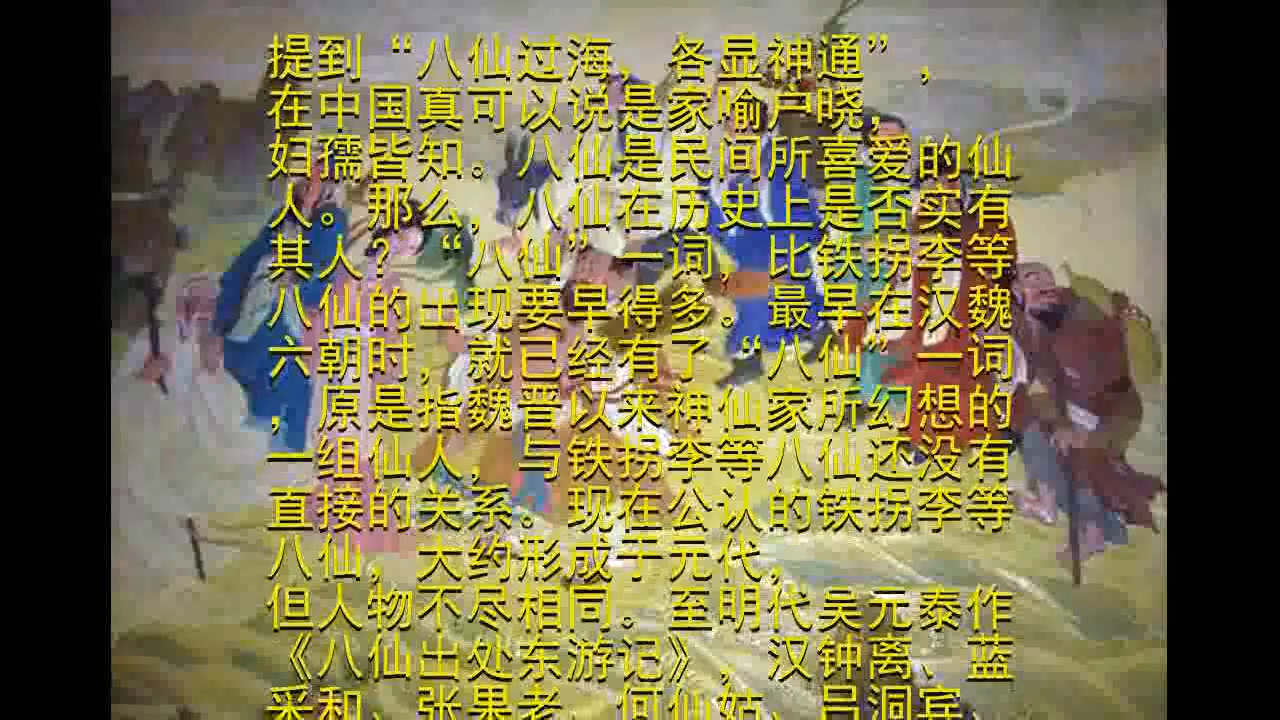 提到“八仙过海，各显神通”，
在中国真可以说是家喻户晓，
妇孺皆知。八仙是民间所喜爱的仙
人。那么，八仙在历史上是否实有
其人？“八仙”一词，比铁拐李等
八仙的出现要早得多。最早在汉魏
六朝时，就已经有了“八仙”一词
，原是指魏晋以来神仙家所幻想的
一组仙人，与铁拐李等八仙还没有
直接的关系。现在公认的铁拐李等
八仙，大约形成于元代，
但人物不尽相同。至明代吴元泰作
《八仙出处东游记》，汉钟离、蓝
采和、张果老、何仙姑、吕洞宾、